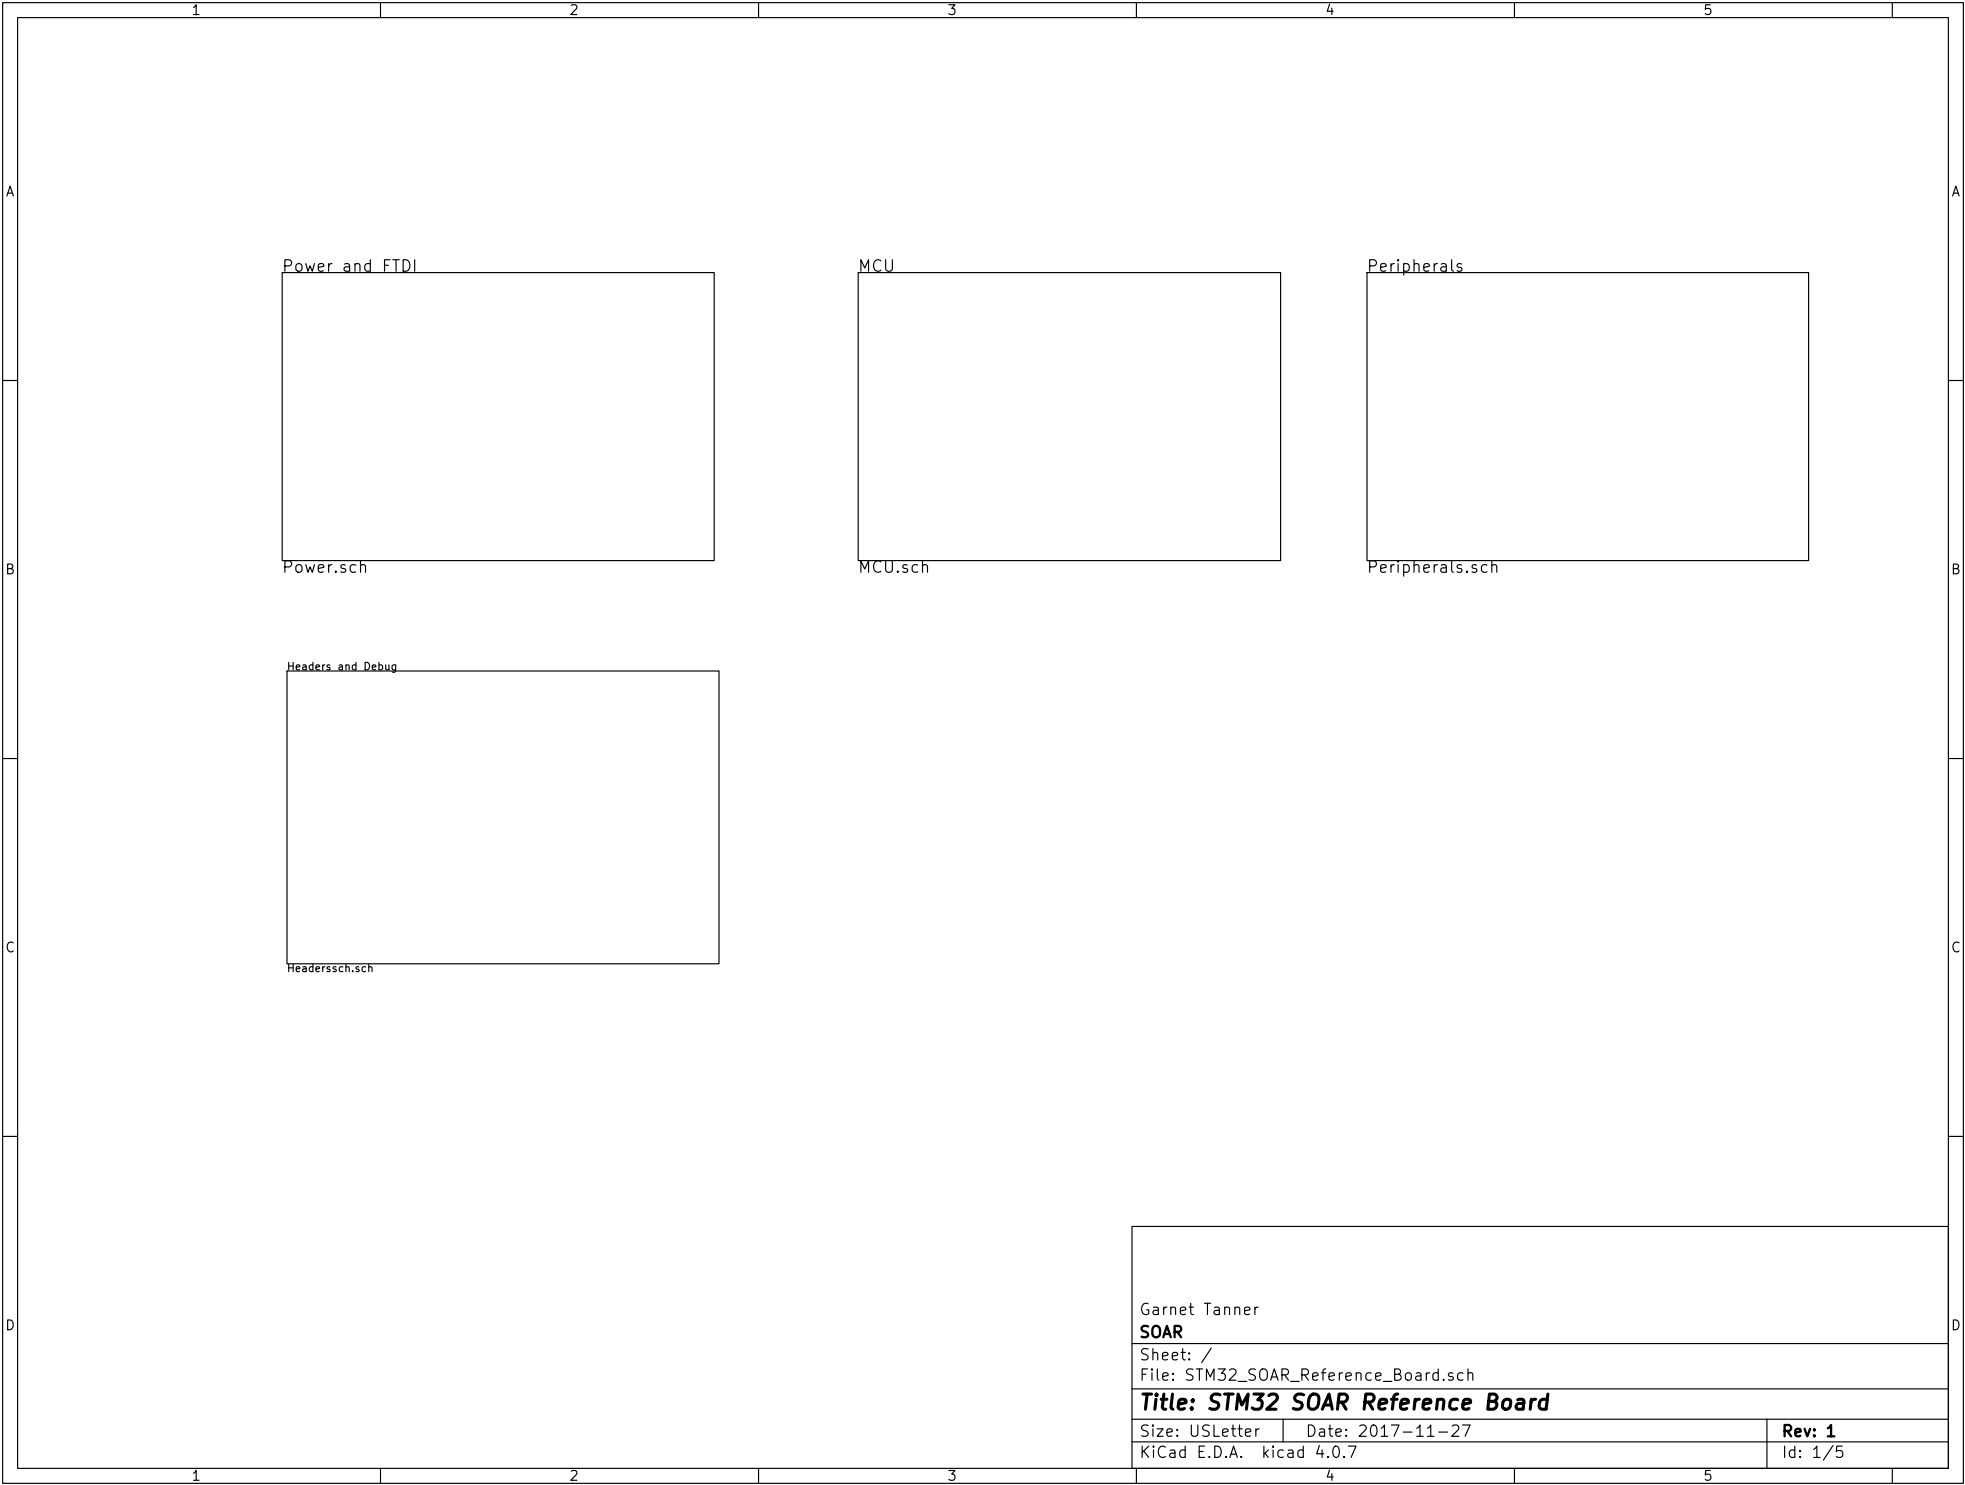 1 2 3 4 5
A A
Power and FTDI MCU Peripherals
Power.sch MCU.sch Peripherals.sch
B B
Headers and Debug
C C
Headerssch.sch
Garnet Tanner
D D
SOAR
Sheet: /
File: STM32_SOAR_Reference_Board.sch
Title: STM32 SOAR Reference Board
Size: USLetter Date: 2017-11-27 Rev: 1
KiCad E.D.A. kicad 4.0.7 Id: 1/5
1 2 3 4 5